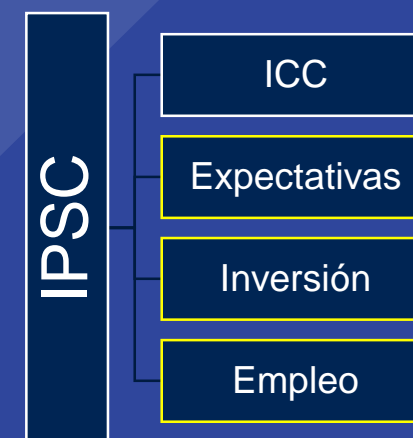 IPSC
ICC
Expectativas
Inversión
Empleo